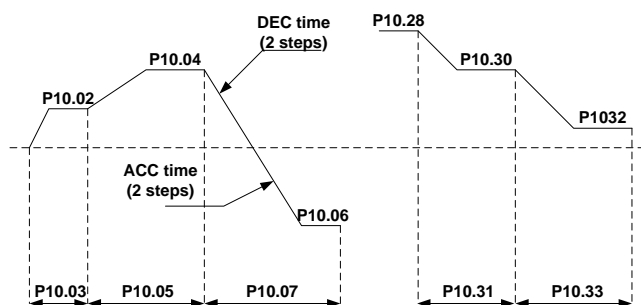 DEC time
(2 steps)
P10.28
P10.04
P10.30
P10.02
P1032
ACC time
(2 steps)
P10.06
P10.03
P10.05
P10.07
P10.31
P10.33